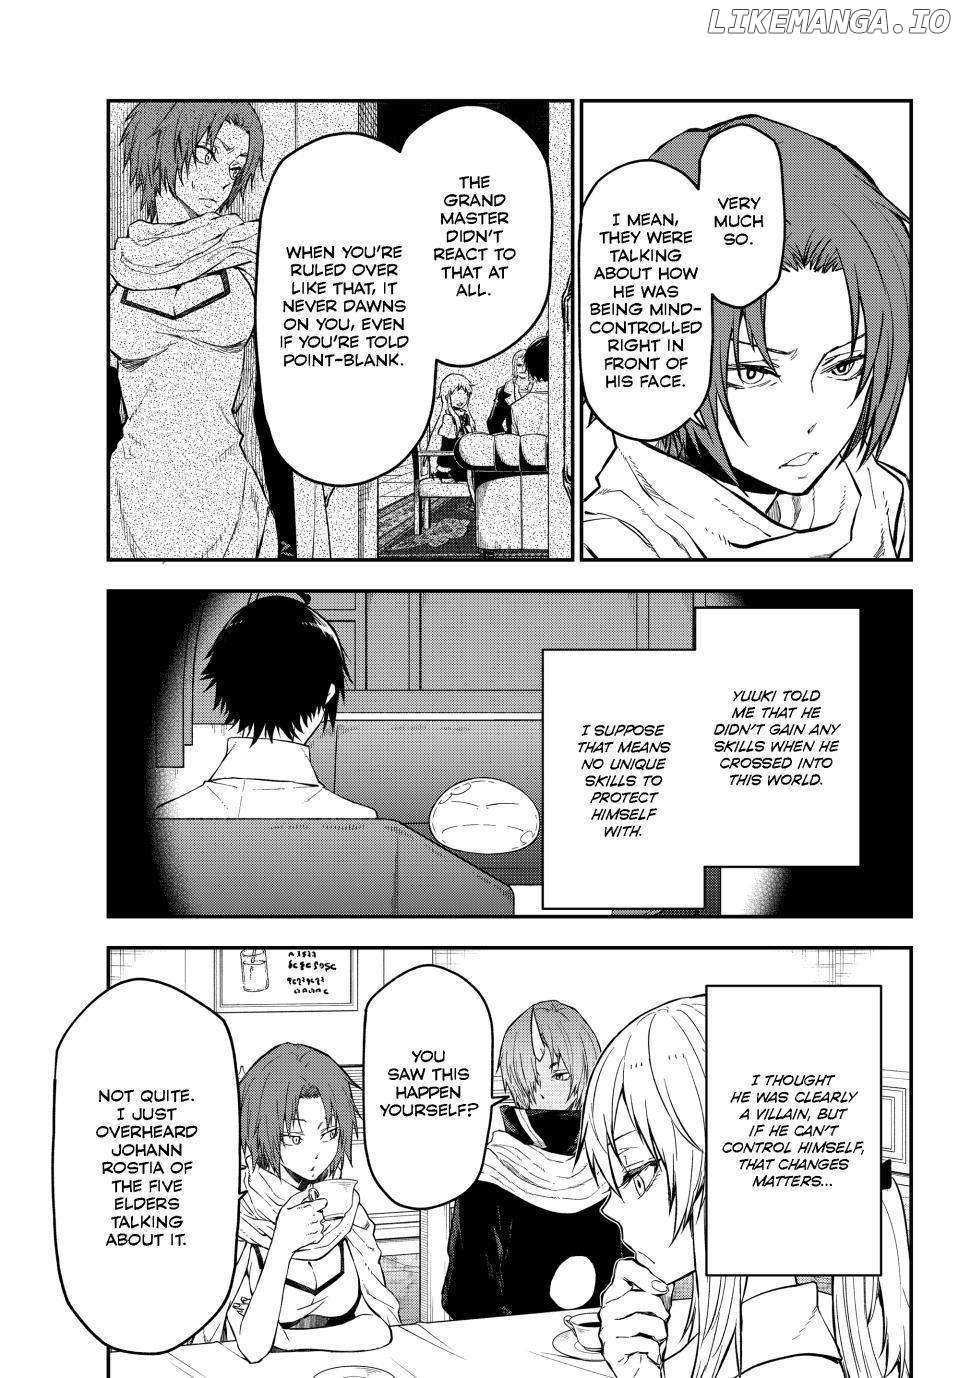 LIKEMANGA.IO
VERY
MUCH
SO.
I MEAN,
THEY WERE
TALKING
ABOUT HOW
HE WAS
BEING MIND-
CONTROLLED
RIGHT IN
FRONT OF
HIS FACE.
THE
GRAND
MASTER
DIDN'T
REACT TO
THAT AT
ALL.
WHEN YOU'RE
RULED OVER
LIKE THAT, IT
NEVER DAWNS
ON YOU, EVEN
IF YOU'RE TOLD
POINT-BLANK.
YUUKI TOLD
ME THAT HE
DIDN'T GAIN ANY
SKILLS WHEN HE
CROSSED INTO
THIS WORLD.
I SUPPOSE
THAT MEANS
NO UNIQUE
SKILLS TO
PROTECT
HIMSELF
WITH.
I THOUGHT
HE WAS CLEARLY
A VILLAIN, BUT
IF HE CAN'T
CONTROL HIMSELF,
THAT CHANGES
MATTERS...
YOU
SAW THIS
HAPPEN
YOURSELF?
NOT QUITE.
I JUST
OVERHEARD
JOHANN
ROSTIA OF
THE FIVE
ELDERS
TALKING
ABOUT IT.